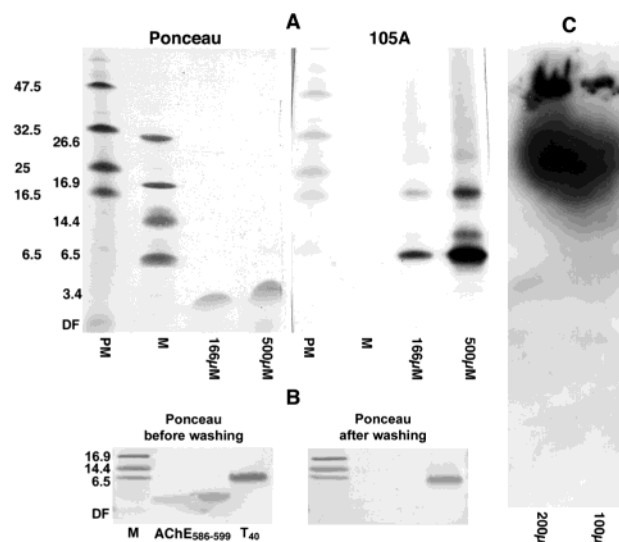 A
C
Ponceau
105A
47.5
32.5
26.6
25
16.9
16.5
14.4
6.5 6.5
3.4
DF
PM M 166µM 500µM PM M 166µM 500µM
B
Ponceau
before washing
Ponceau
after washing
16.9
14.4
6.5
DF
M AChE586-599 T40
200µ 100µ